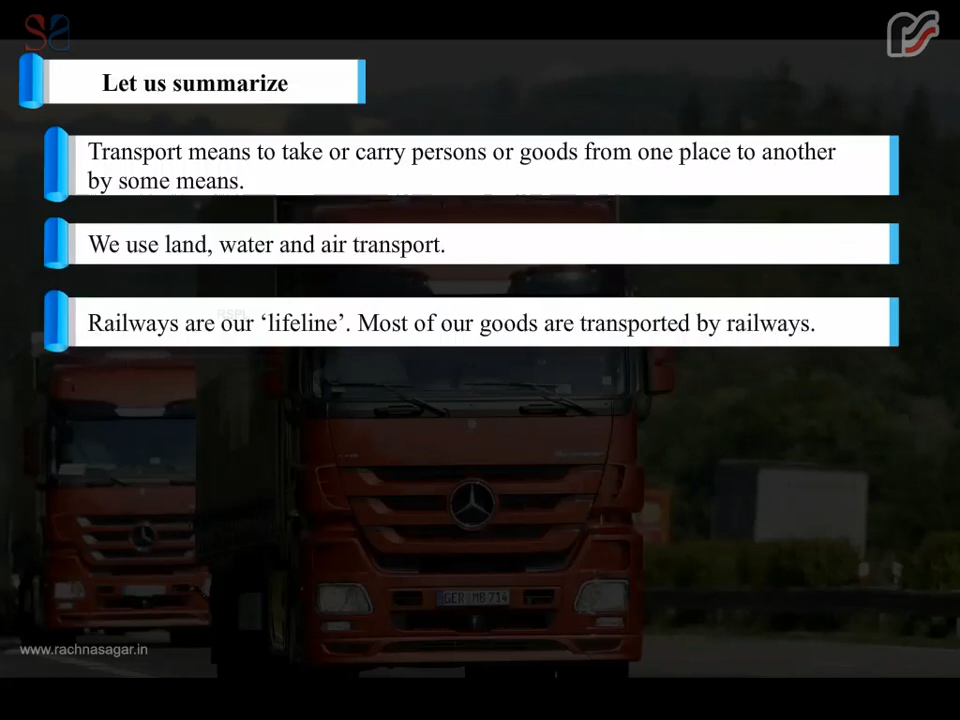 Let us summarize
Transport means to take or carry persons or goods from one place to another
by some means.
We use land, water and air transport.
Railways are our ‘lifeline’. Most of our goods are transported by railways.
GER MB 714
www.rachnasagar.in